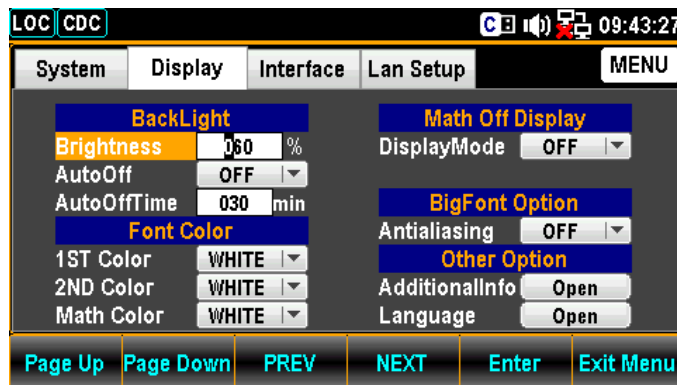 LOC CDC C 09:43:27
System Display Interface Lan Setup MENU
BackLight
Brightness 060 %
AutoOff OFF
AutoOffTime 030 min
Font Color
1ST Color WHITE
2ND Color WHITE
Math Color WHITE
Math Off Display
DisplayMode OFF
BigFont Option
Antialiasing OFF
Other Option
AdditionalInfo Open
Language Open
Page Up Page Down PREV NEXT Enter Exit Menu